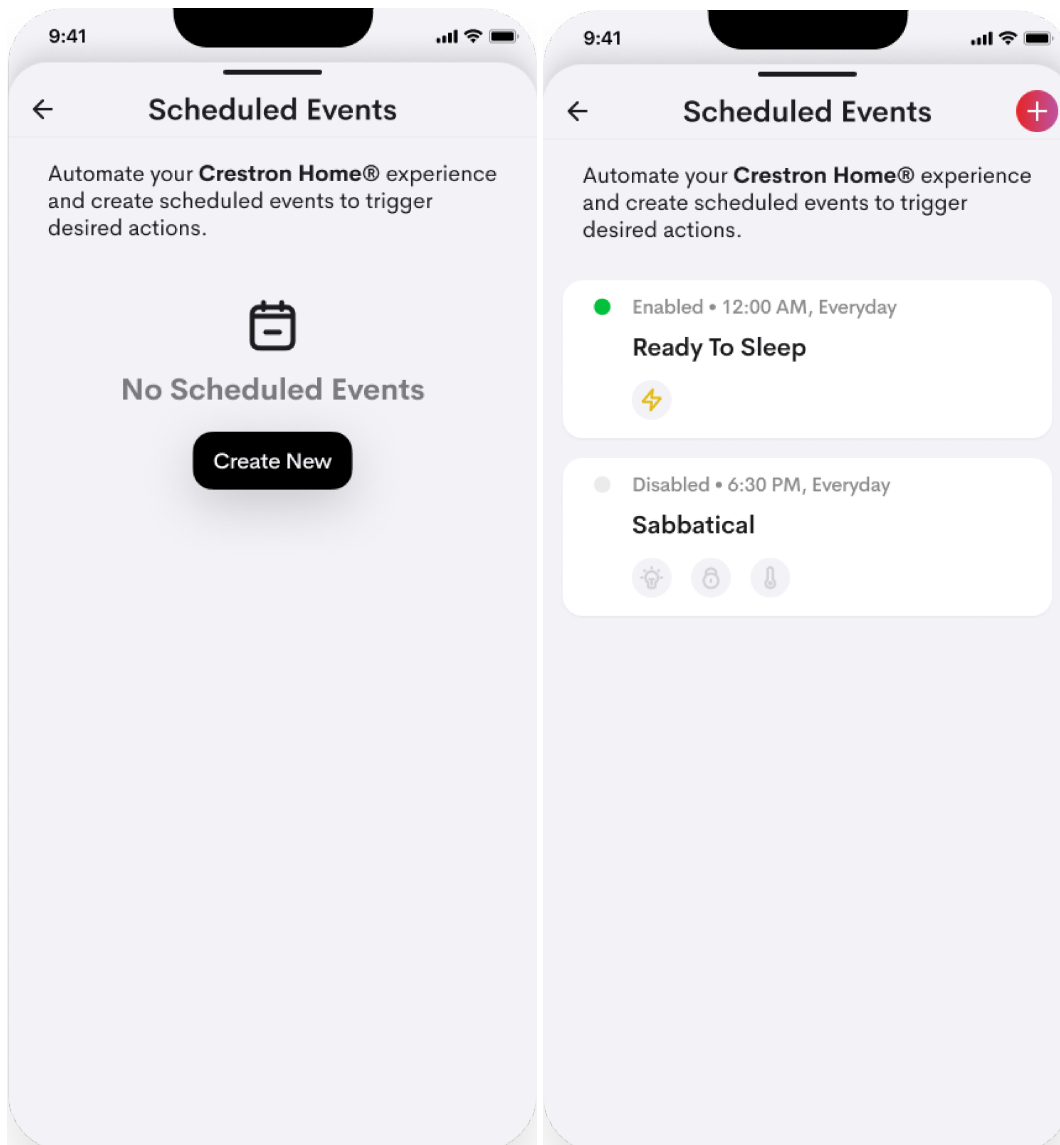 9:41
Scheduled Events
Automate your Crestron Home® experience
and create scheduled events to trigger
desired actions.
No Scheduled Events
Create New
9:41
Scheduled Events
Automate your Crestron Home® experience
and create scheduled events to trigger
desired actions.
Enabled • 12:00 AM, Everyday
Ready To Sleep
Disabled • 6:30 PM, Everyday
Sabbatical